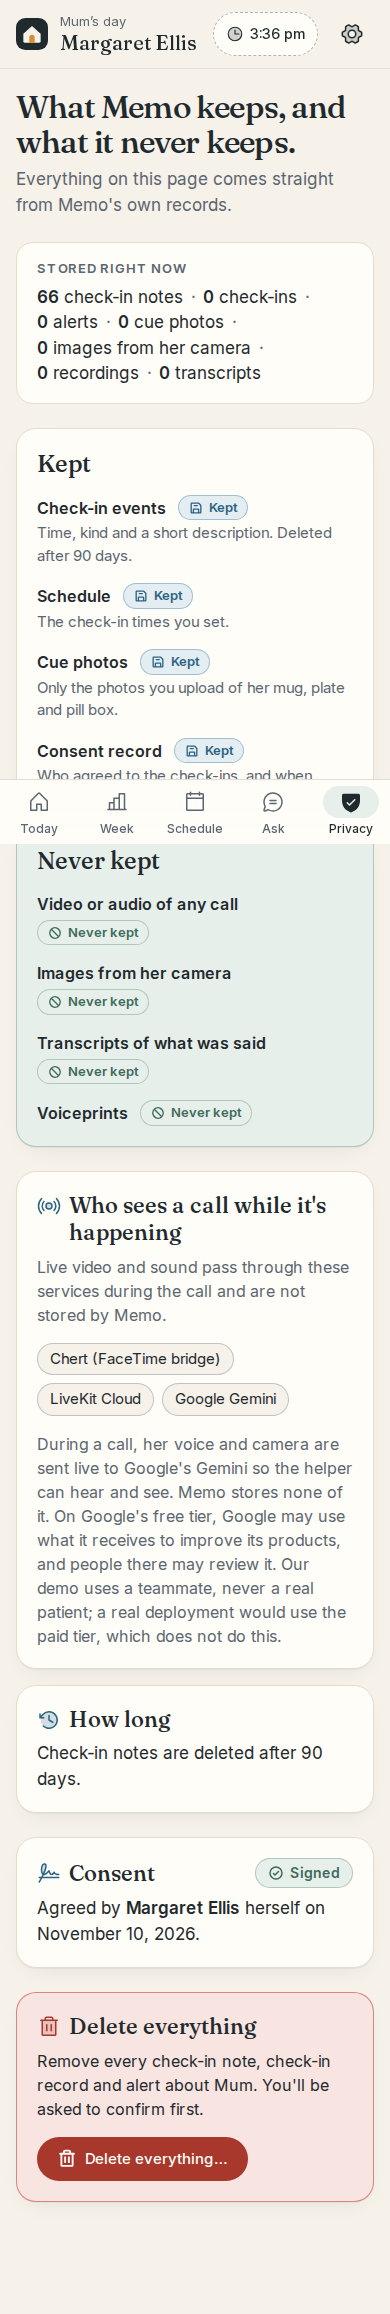 Mum's day
Margaret Ellis
3:36 pm
What Memo keeps, and
what it never keeps.
Everything on this page comes straight
from Memo's own records.
STORED RIGHT NOW
66 check-in notes · 0 check-ins ·
0 alerts · 0 cue photos ·
0 images from her camera ·
0 recordings · 0 transcripts
Kept
Check-in events Kept
Time, kind and a short description. Deleted
after 90 days.
Schedule Kept
The check-in times you set.
Cue photos Kept
Only the photos you upload of her mug, plate
and pill box.
Consent record Kept
Who agreed to the check-ins, and when.
Today Week Schedule Ask Privacy
Never kept
Video or audio of any call
Never kept
Images from her camera
Never kept
Transcripts of what was said
Never kept
Voiceprints Never kept
Who sees a call while it's
happening
Live video and sound pass through these
services during the call and are not
stored by Memo.
Chert (FaceTime bridge)
LiveKit Cloud Google Gemini
During a call, her voice and camera are
sent live to Google's Gemini so the helper
can hear and see. Memo stores none of
it. On Google's free tier, Google may use
what it receives to improve its products,
and people there may review it. Our
demo uses a teammate, never a real
patient; a real deployment would use the
paid tier, which does not do this.
How long
Check-in notes are deleted after 90
days.
Consent Signed
Agreed by Margaret Ellis herself on
November 10, 2026.
Delete everything
Remove every check-in note, check-in
record and alert about Mum. You'll be
asked to confirm first.
Delete everything...